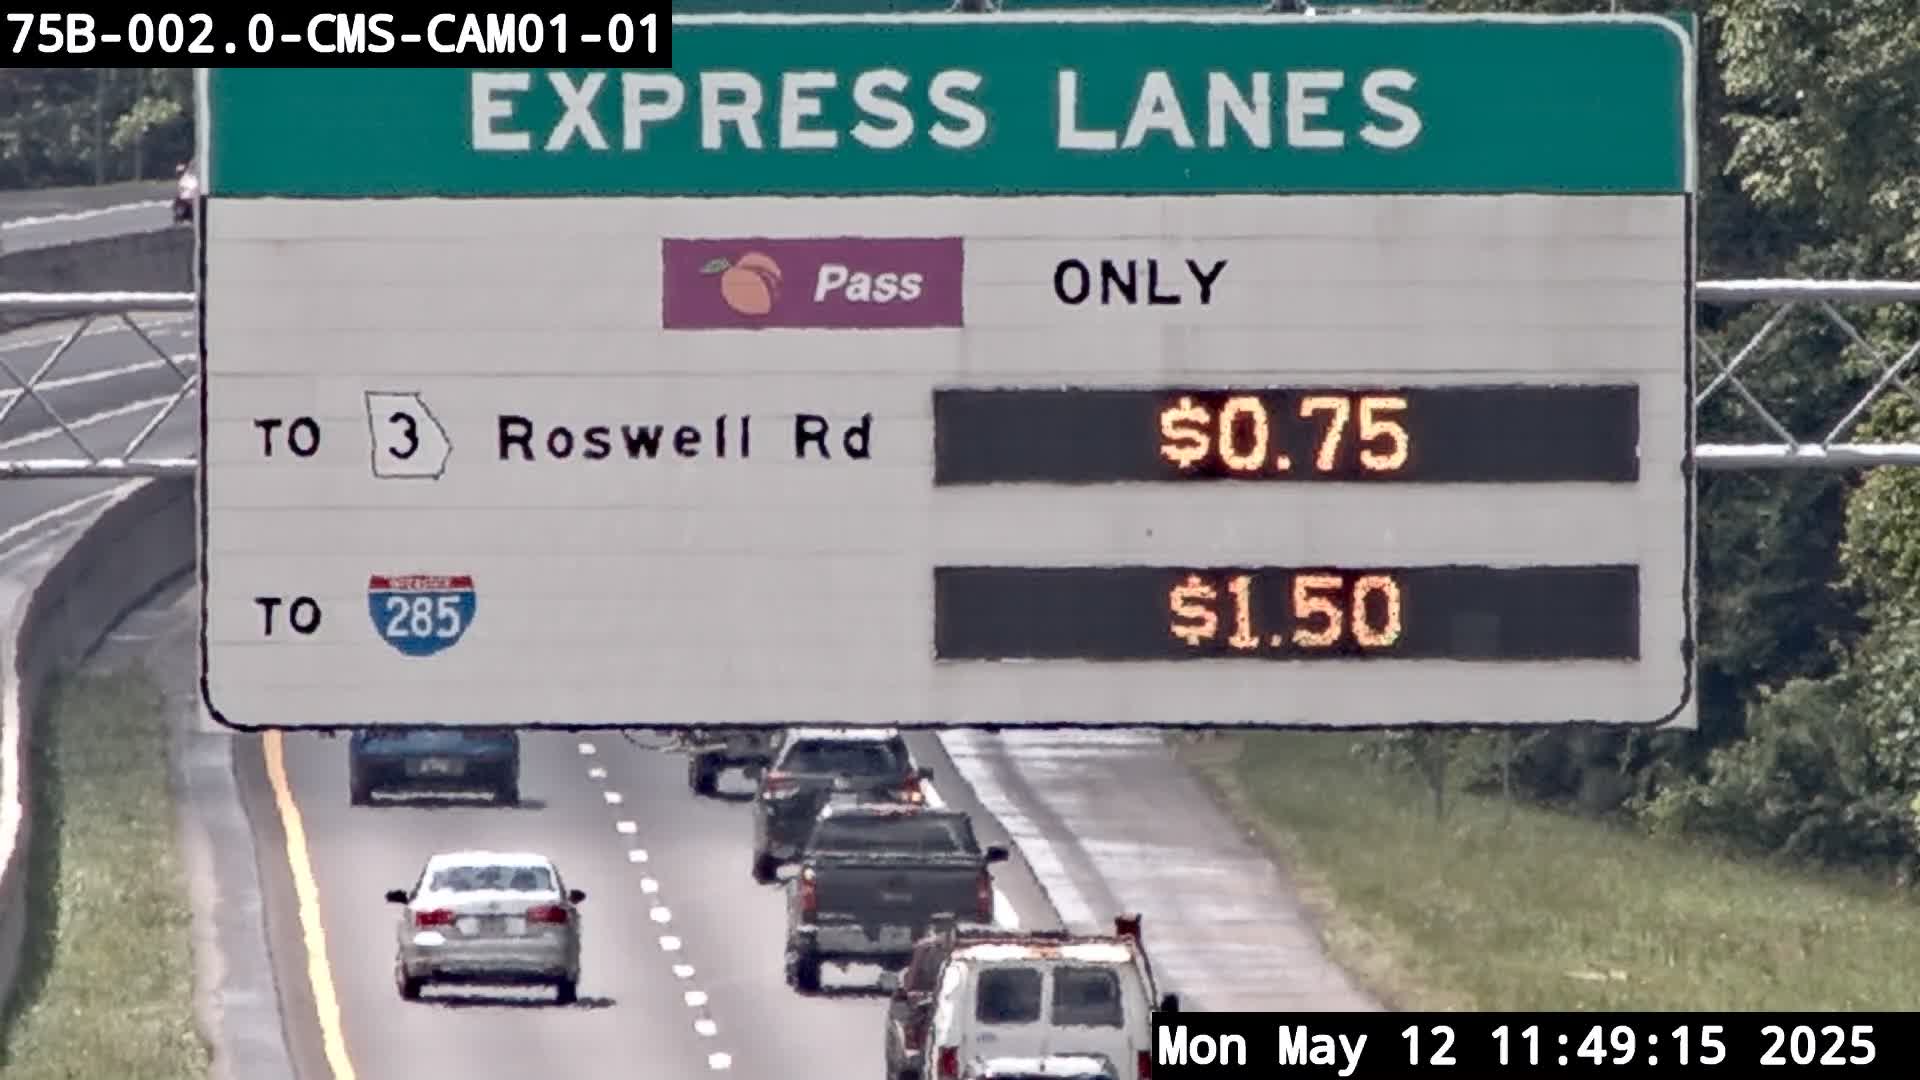 75B-002.0-CMS-CAM01-01
EXPRESS LANES
Pass ONLY
TO 3 Roswell Rd $0.75
TO INTERSTATE 285 $1.50
Mon May 12 11:49:15 2025